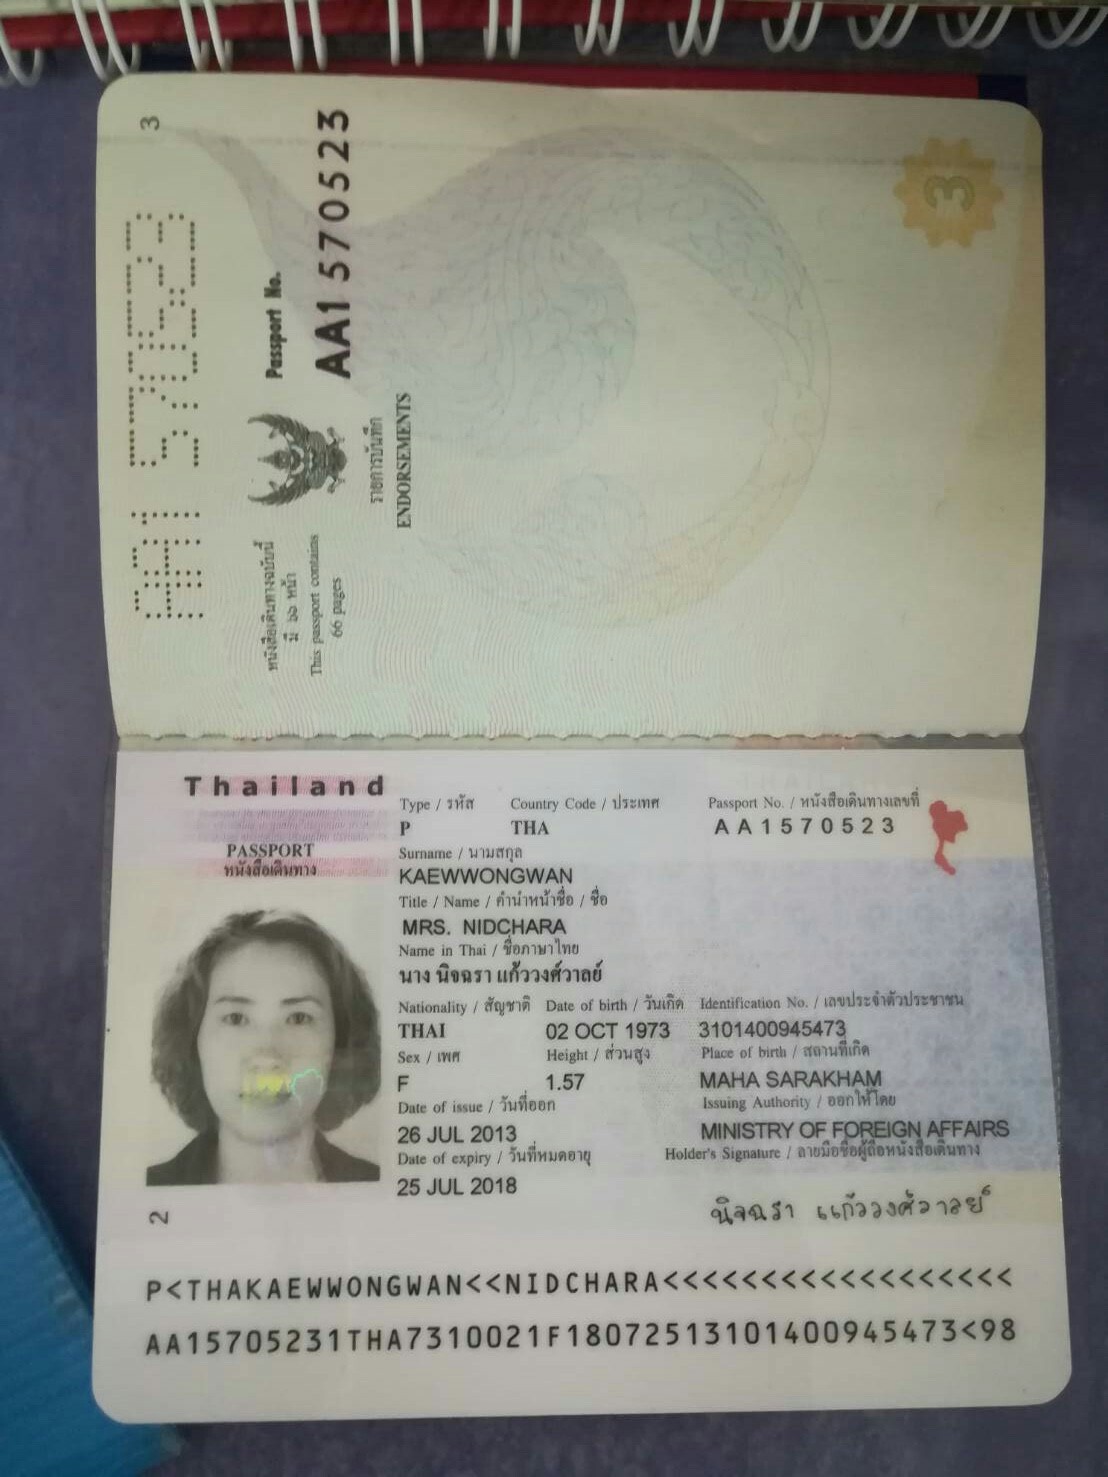 3
AA1570523
Passport No.
AA1570523
หนังสือเดินทางฉบับนี้
มี ๖๖ หน้า
This passport contains
66 pages
รายการบันทึก
ENDORSEMENTS
3
Thailand
PASSPORT
หนังสือเดินทาง
Type / รหัส Country Code / ประเทศ Passport No. / หนังสือเดินทางเลขที่
P THA AA1570523
Surname / นามสกุล
KAEWWONGWAN
Title / Name / คำนำหน้าชื่อ / ชื่อ
MRS. NIDCHARA
Name in Thai / ชื่อภาษาไทย
นาง นิจฉรา แก้ววงศ์วาลย์
Nationality / สัญชาติ Date of birth / วันเกิด Identification No. / เลขประจำตัวประชาชน
THAI 02 OCT 1973 3101400945473
Sex / เพศ Height / ส่วนสูง Place of birth / สถานที่เกิด
F 1.57 MAHA SARAKHAM
Date of issue / วันที่ออก Issuing Authority / ออกให้โดย
26 JUL 2013 MINISTRY OF FOREIGN AFFAIRS
Date of expiry / วันที่หมดอายุ Holder's Signature / ลายมือชื่อผู้ถือหนังสือเดินทาง
25 JUL 2018
นิจฉรา แก้ววงศ์วาลย์
2
P<THAKAEWWONGWAN<<NIDCHARA<<<<<<<<<<<<<<<<<<
AA15705231THA7310021F18072513101400945473<98